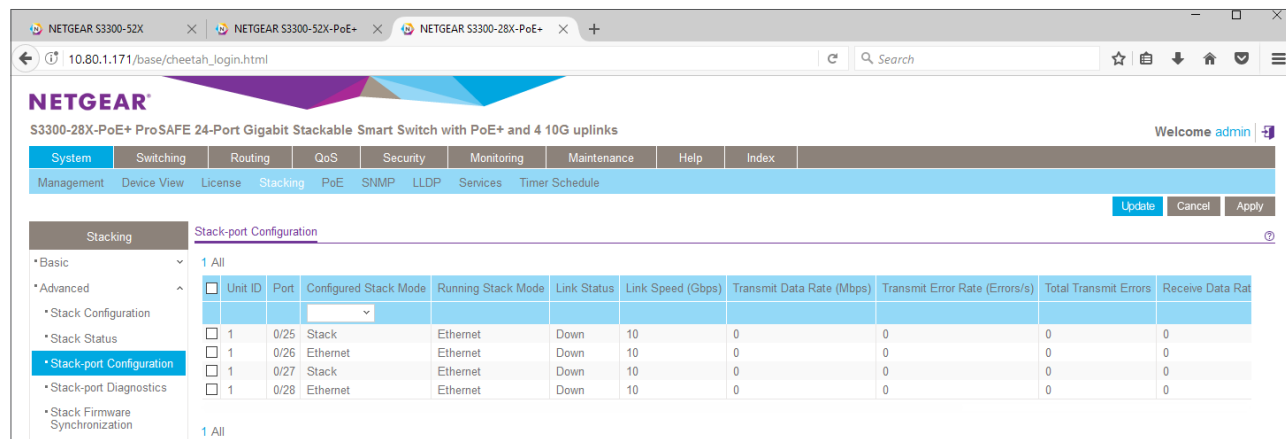 NETGEAR S3300-52X NETGEAR S3300-52X-PoE+ NETGEAR S3300-28X-PoE+
10.80.1.171/base/cheetah_login.html Search
NETGEAR®
S3300-28X-PoE+ ProSAFE 24-Port Gigabit Stackable Smart Switch with PoE+ and 4 10G uplinks Welcome admin
System Switching Routing QoS Security Monitoring Maintenance Help Index
Management Device View License Stacking PoE SNMP LLDP Services Timer Schedule
Update Cancel Apply
Stacking Stack-port Configuration
Basic
Advanced
Stack Configuration
Stack Status
Stack-port Configuration
Stack-port Diagnostics
Stack Firmware
Synchronization
1 All
Unit ID Port Configured Stack Mode Running Stack Mode Link Status Link Speed (Gbps) Transmit Data Rate (Mbps) Transmit Error Rate (Errors/s) Total Transmit Errors Receive Data Rat
1 0/25 Stack Ethernet Down 10 0 0 0 0
1 0/26 Ethernet Ethernet Down 10 0 0 0 0
1 0/27 Stack Ethernet Down 10 0 0 0 0
1 0/28 Ethernet Ethernet Down 10 0 0 0 0
1 All